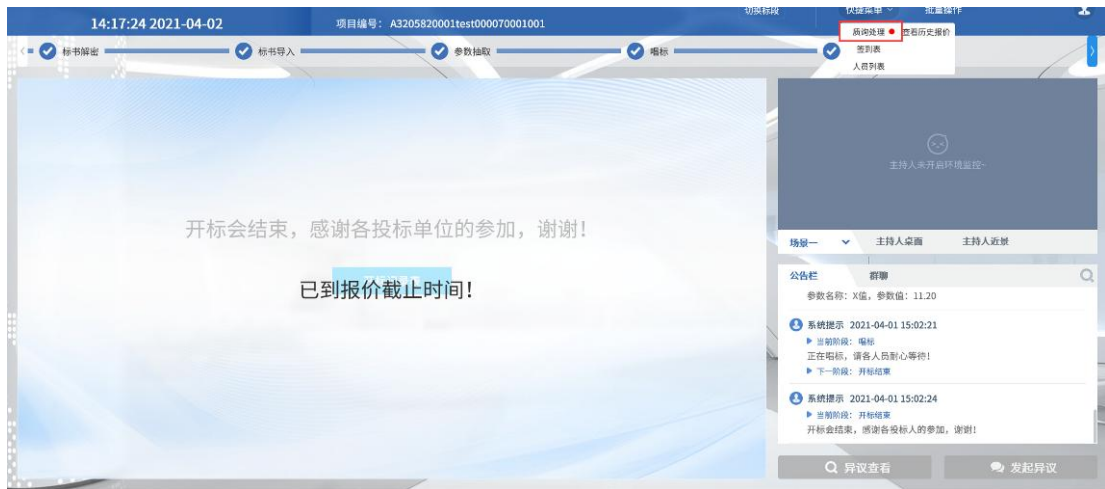 14:17:24 2021-04-02
项目编号: A3205820001test000070001001
切换标段
快捷菜单
批量操作
质询处理
查看历史报价
签到表
人员列表
标书解密
标书导入
参数抽取
唱标
开标会结束，感谢各投标单位的参加，谢谢！
已到报价截止时间！
主持人未开启环境监控~
场景一
主持人桌面
主持人近景
公告栏
群聊
参数名称: X值, 参数值: 11.20
系统提示 2021-04-01 15:02:21
当前阶段: 唱标
正在唱标，请各人员耐心等待!
下一阶段: 开标结束
系统提示 2021-04-01 15:02:24
当前阶段: 开标结束
开标会结束，感谢各投标人的参加，谢谢!
异议查看
发起异议